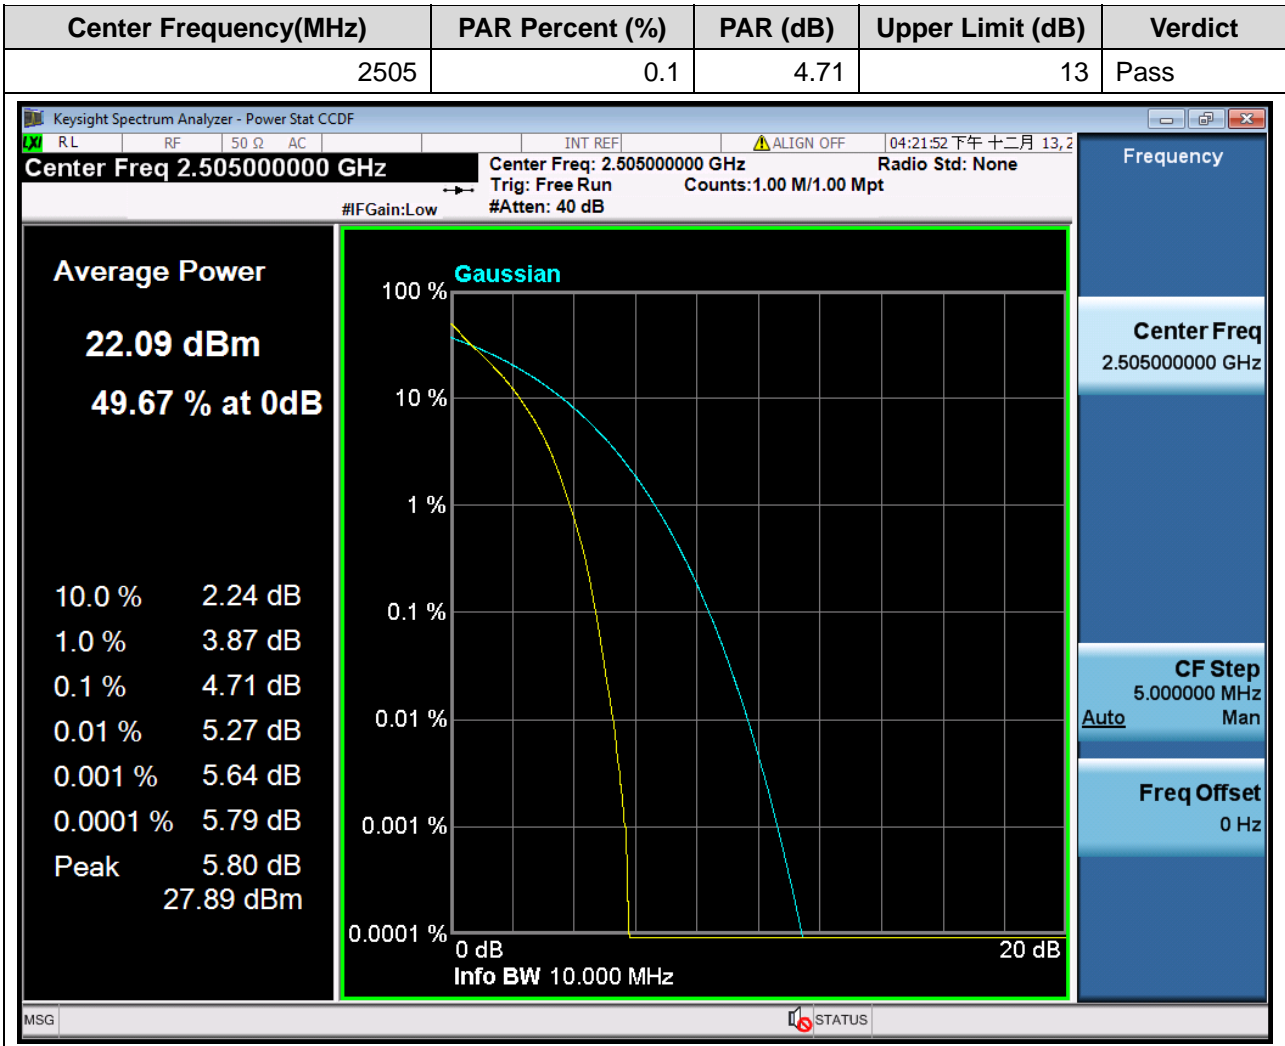 Center Frequency(MHz) PAR Percent (%) PAR (dB) Upper Limit (dB) Verdict
2505 0.1 4.71 13 Pass
Keysight Spectrum Analyzer - Power Stat CCDF
LXI RL RF 50 Ω AC INT REF ALIGN OFF 04:21:52 下午 十二月 13, 2
Center Freq 2.505000000 GHz
#IFGain:Low
Center Freq: 2.505000000 GHz Radio Std: None
Trig: Free Run Counts:1.00 M/1.00 Mpt
#Atten: 40 dB
Average Power
22.09 dBm
49.67 % at 0dB
10.0 % 2.24 dB
1.0 % 3.87 dB
0.1 % 4.71 dB
0.01 % 5.27 dB
0.001 % 5.64 dB
0.0001 % 5.79 dB
Peak 5.80 dB
27.89 dBm
Gaussian
100 %
10 %
1 %
0.1 %
0.01 %
0.001 %
0.0001 %
0 dB 20 dB
Info BW 10.000 MHz
Frequency
Center Freq
2.505000000 GHz
CF Step
5.000000 MHz
Auto Man
Freq Offset
0 Hz
MSG STATUS